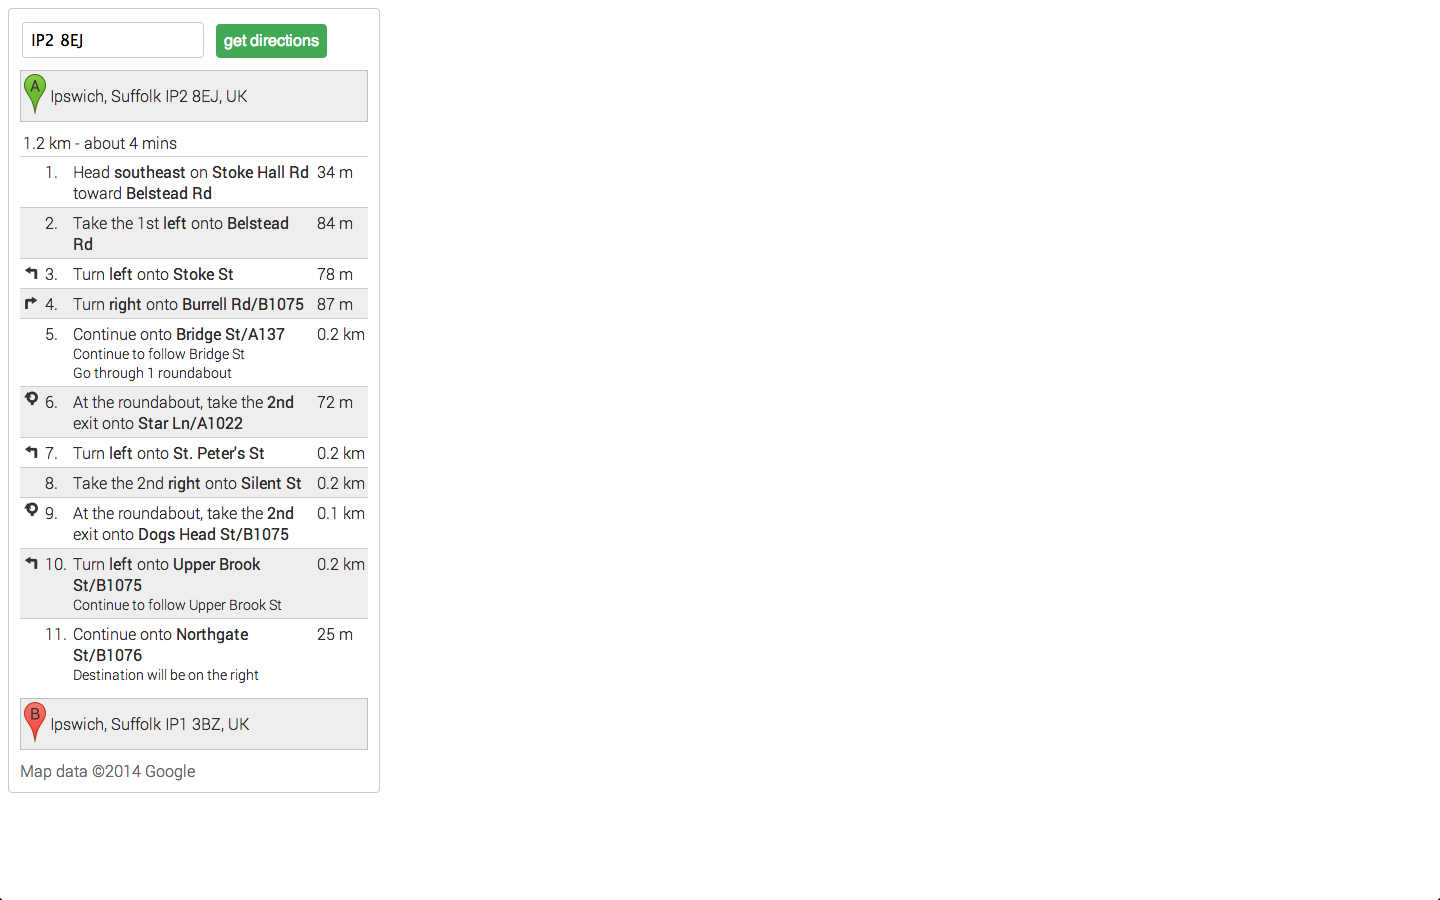 IP2 8EJ get directions
A Ipswich, Suffolk IP2 8EJ, UK
1.2 km - about 4 mins
1. Head southeast on Stoke Hall Rd 34 m
toward Belstead Rd
2. Take the 1st left onto Belstead 84 m
Rd
3. Turn left onto Stoke St 78 m
4. Turn right onto Burrell Rd/B1075 87 m
5. Continue onto Bridge St/A137 0.2 km
Continue to follow Bridge St
Go through 1 roundabout
6. At the roundabout, take the 2nd 72 m
exit onto Star Ln/A1022
7. Turn left onto St. Peter's St 0.2 km
8. Take the 2nd right onto Silent St 0.2 km
9. At the roundabout, take the 2nd 0.1 km
exit onto Dogs Head St/B1075
10. Turn left onto Upper Brook 0.2 km
St/B1075
Continue to follow Upper Brook St
11. Continue onto Northgate 25 m
St/B1076
Destination will be on the right
B Ipswich, Suffolk IP1 3BZ, UK
Map data ©2014 Google